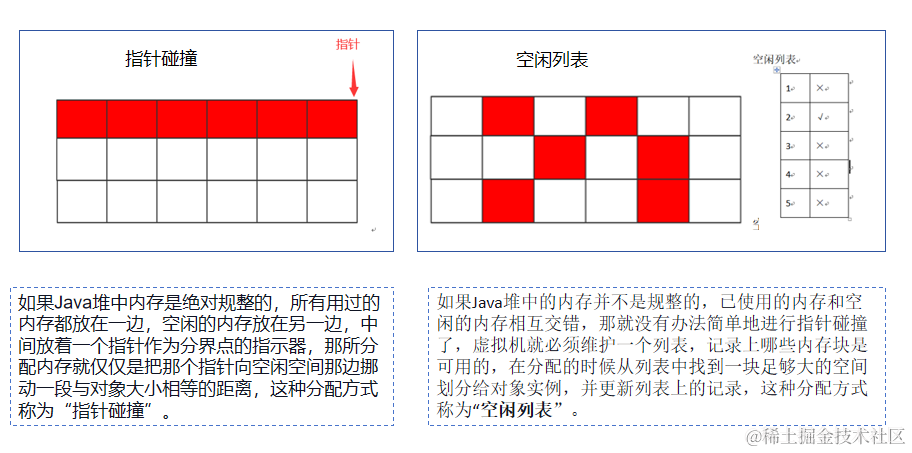 指针碰撞
指针
如果Java堆中内存是绝对规整的，所有用过的
内存都放在一边，空闲的内存放在另一边，中
间放着一个指针作为分界点的指示器，那所分
配内存就仅仅是把那个指针向空闲空间那边挪
动一段与对象大小相等的距离，这种分配方式
称为“指针碰撞”。
空闲列表
空闲列表
1 ×
2 √
3 ×
4 ×
5 ×
如果Java堆中的内存并不是规整的，已使用的内存和空
闲的内存相互交错，那就没有办法简单地进行指针碰撞
了，虚拟机就必须维护一个列表，记录上哪些内存块是
可用的，在分配的时候从列表中找到一块足够大的空间
划分给对象实例，并更新列表上的记录，这种分配方式
称为“空闲列表”。
@稀土掘金技术社区